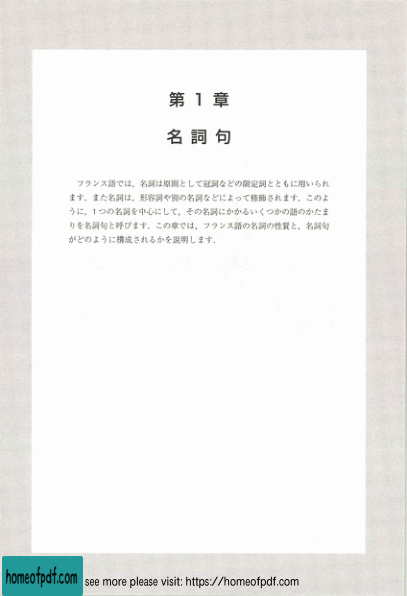 第1章
名詞句
フランス語では，名詞は原則として冠詞などの限定詞とともに用いられ
ます．また名詞は，形容詞や別の名詞などによって修飾されます．このよ
うに，1つの名詞を中心にして，その名詞にかかるいくつかの語のかたま
りを名詞句と呼びます．この章では，フランス語の名詞の性質と，名詞句
がどのように構成されるかを説明します．
homeofpdf.com see more please visit: https://homeofpdf.com